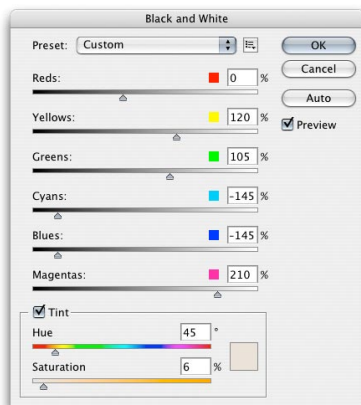 Black and White
Preset: Custom
OK
Cancel
Auto
Preview
Reds: 0 %
Yellows: 120 %
Greens: 105 %
Cyans: -145 %
Blues: -145 %
Magentas: 210 %
Tint
Hue 45 °
Saturation 6 %